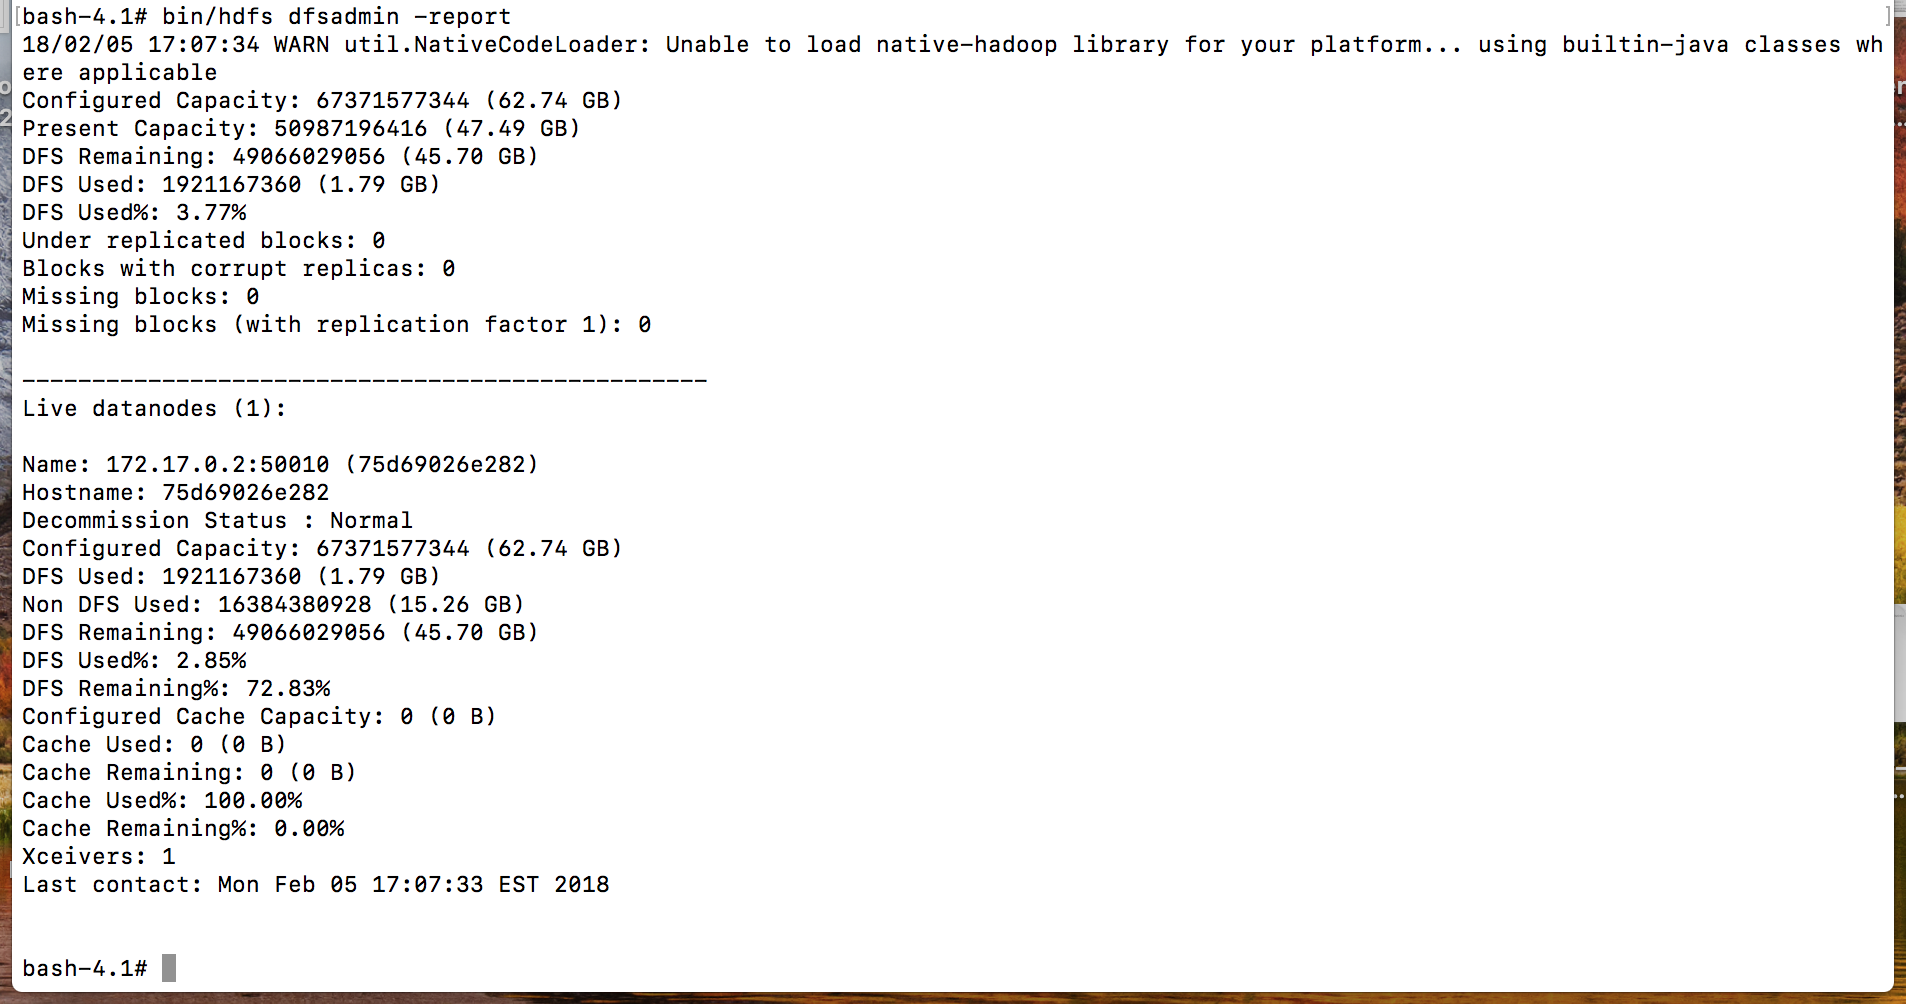 [bash-4.1# bin/hdfs dfsadmin -report ]
18/02/05 17:07:34 WARN util.NativeCodeLoader: Unable to load native-hadoop library for your platform... using builtin-java classes wh
ere applicable
Configured Capacity: 67371577344 (62.74 GB)
Present Capacity: 50987196416 (47.49 GB)
DFS Remaining: 49066029056 (45.70 GB)
DFS Used: 1921167360 (1.79 GB)
DFS Used%: 3.77%
Under replicated blocks: 0
Blocks with corrupt replicas: 0
Missing blocks: 0
Missing blocks (with replication factor 1): 0

-------------------------------------------------
Live datanodes (1):

Name: 172.17.0.2:50010 (75d69026e282)
Hostname: 75d69026e282
Decommission Status : Normal
Configured Capacity: 67371577344 (62.74 GB)
DFS Used: 1921167360 (1.79 GB)
Non DFS Used: 16384380928 (15.26 GB)
DFS Remaining: 49066029056 (45.70 GB)
DFS Used%: 2.85%
DFS Remaining%: 72.83%
Configured Cache Capacity: 0 (0 B)
Cache Used: 0 (0 B)
Cache Remaining: 0 (0 B)
Cache Used%: 100.00%
Cache Remaining%: 0.00%
Xceivers: 1
Last contact: Mon Feb 05 17:07:33 EST 2018

bash-4.1#